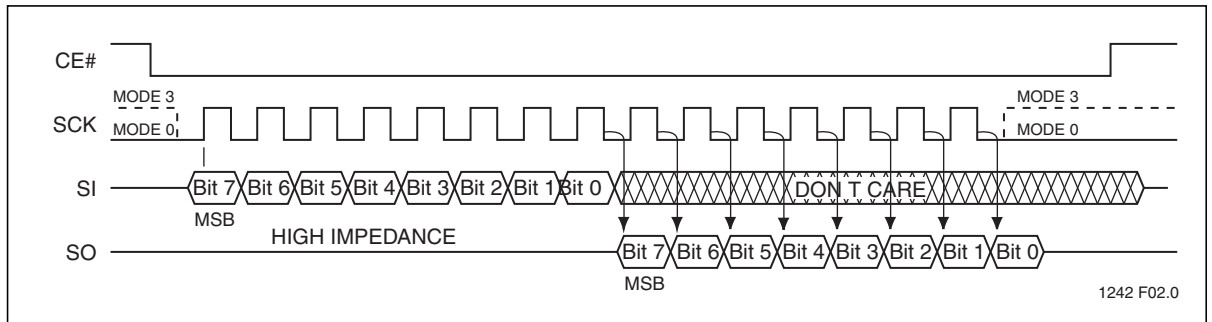 CE#
MODE 3
MODE 3
SCK
MODE 0
MODE 0
SI
Bit 7 Bit 6 Bit 5 Bit 4 Bit 3 Bit 2 Bit 1 Bit 0
DON T CARE
MSB
HIGH IMPEDANCE
SO
Bit 7 Bit 6 Bit 5 Bit 4 Bit 3 Bit 2 Bit 1 Bit 0
MSB
1242 F02.0